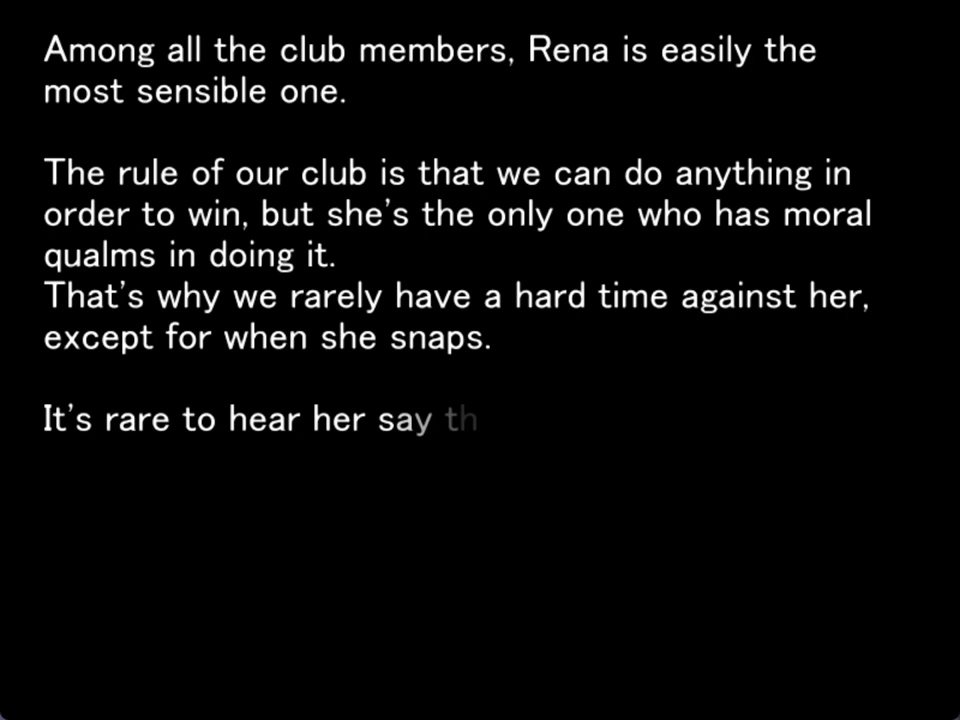 Among all the club members, Rena is easily the
most sensible one.
The rule of our club is that we can do anything in
order to win, but she's the only one who has moral
qualms in doing it.
That's why we rarely have a hard time against her,
except for when she snaps.
It's rare to hear her say th